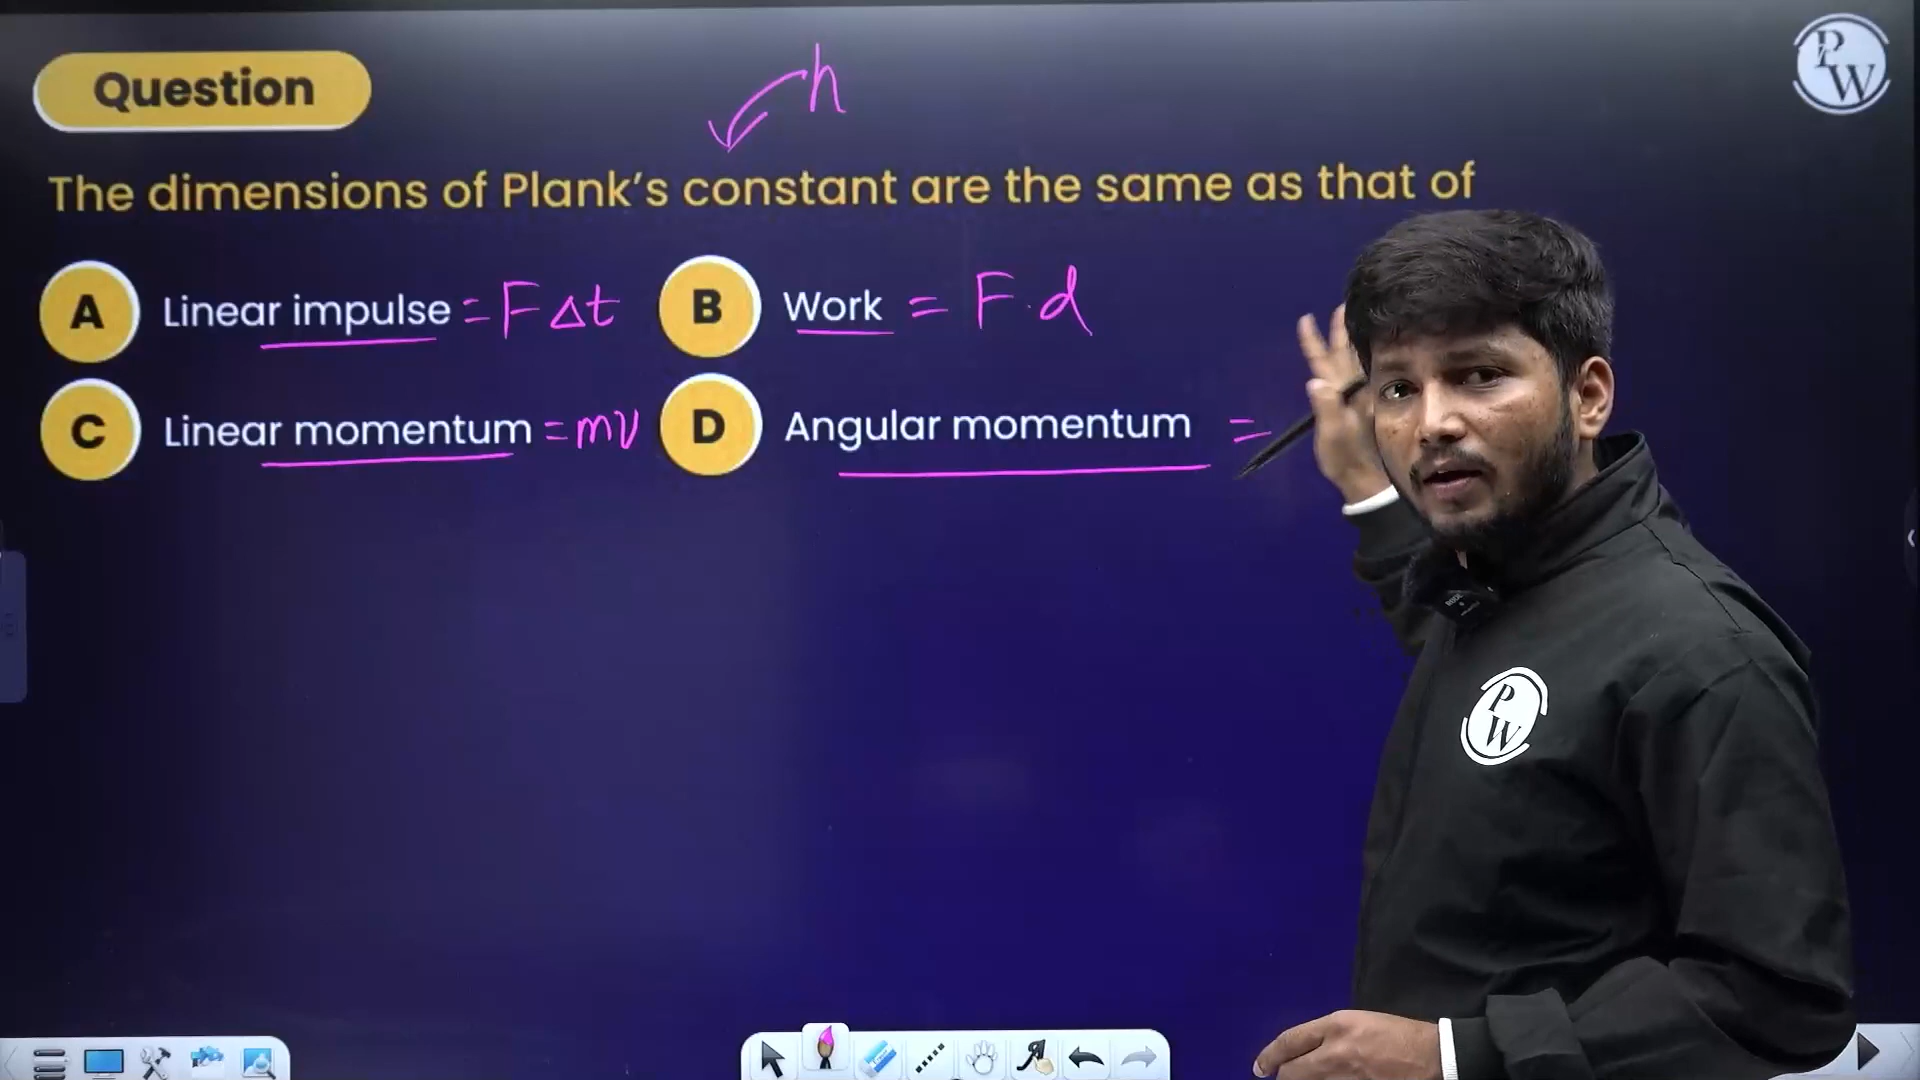 Question
h
PW
The dimensions of Plank's constant are the same as that of
A Linear impulse = F Δt
B Work = F.d
C Linear momentum = mv
D Angular momentum =
PW